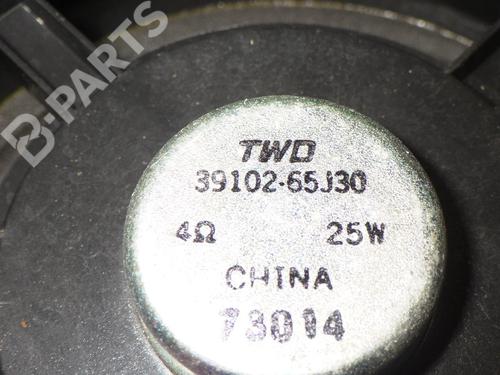 B-PARTS
TWD
39102-65J30
4Ω 25W
CHINA
73014